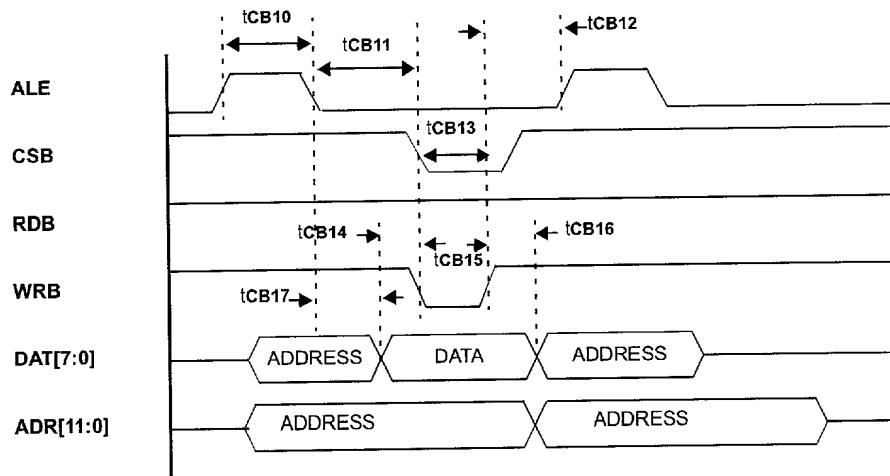 tCB10
tCB11
tCB12
ALE
tCB13
CSB
RDB
tCB14
tCB16
tCB15
WRB
tCB17
DAT[7:0]
ADDRESS
DATA
ADDRESS
ADR[11:0]
ADDRESS
ADDRESS